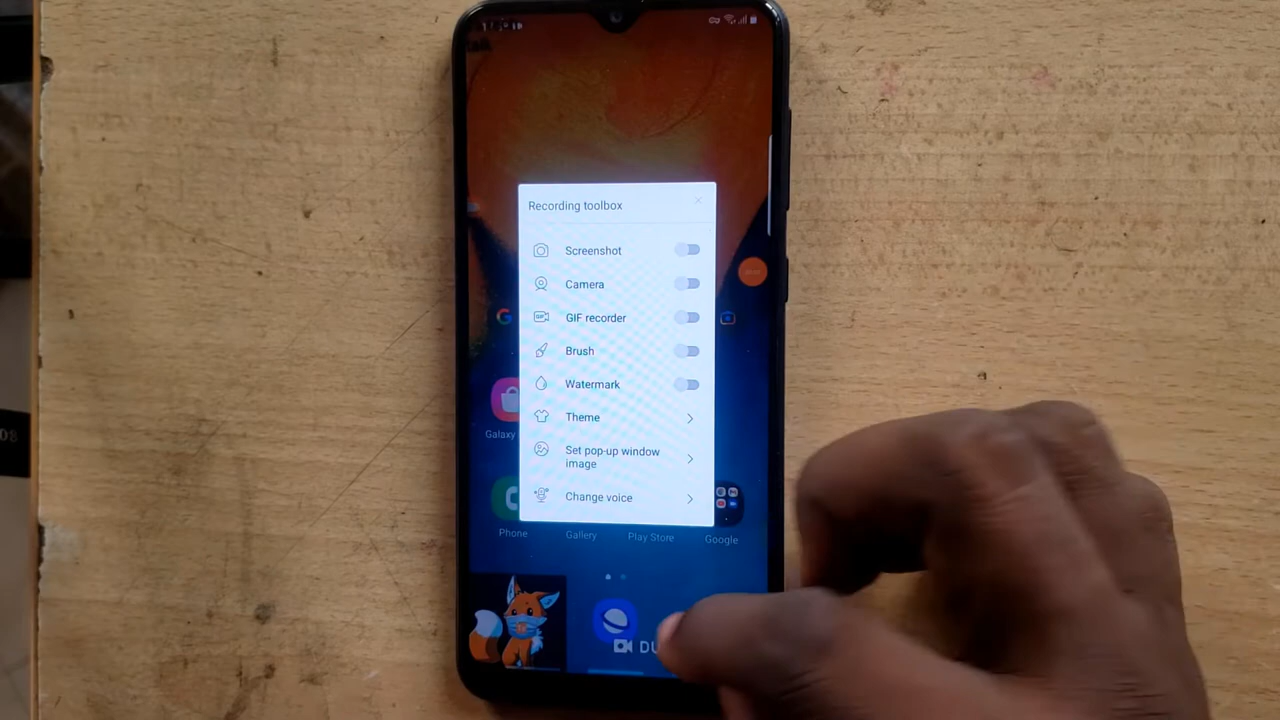 Recording toolbox
Screenshot
Camera
GIF recorder
Brush
Watermark
Theme
Set pop-up window
image
Change voice
Galaxy
Phone
Gallery
Play Store
Google
DU